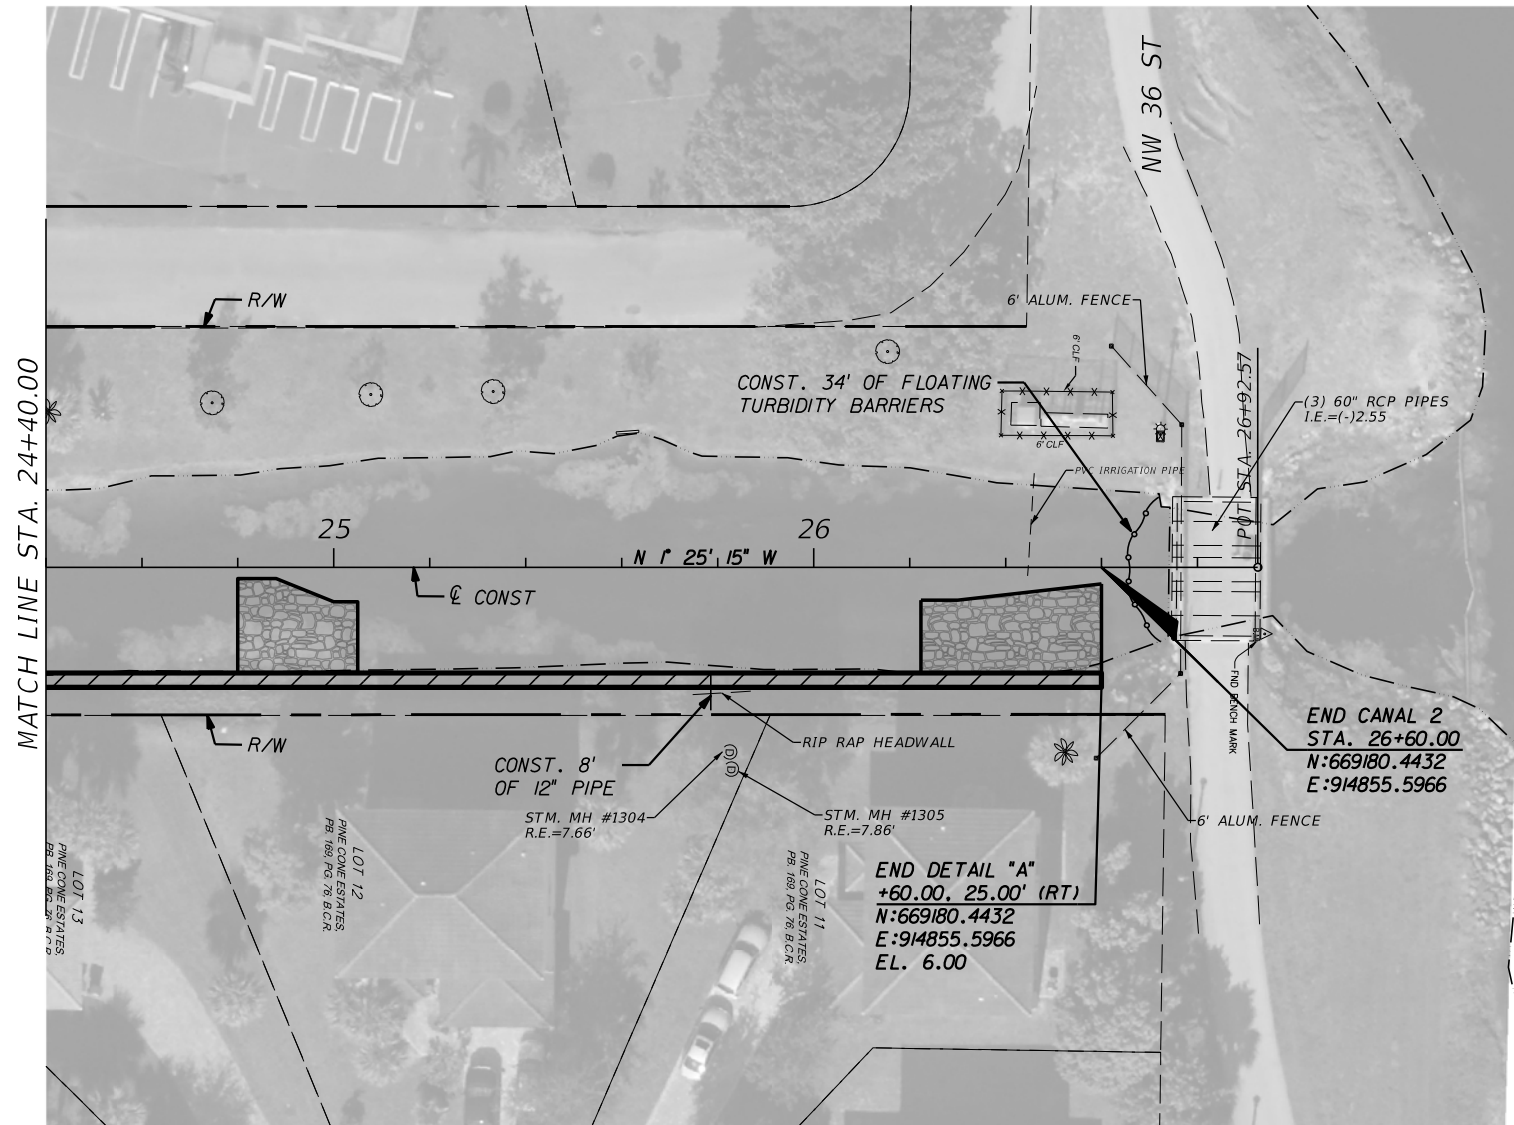 NW 36 ST
R/W
6' ALUM. FENCE
6' CLF
CONST. 34' OF FLOATING
TURBIDITY BARRIERS
6' CLF
POT STA. 26+92.57
(3) 60" RCP PIPES
I.E.=(-)2.55
MATCH LINE STA. 24+40.00
PVC IRRIGATION PIPE
25
26
N 1° 25' 15" W
℄ CONST
FND BENCH MARK
R/W
RIP RAP HEADWALL
CONST. 8'
OF 12" PIPE
END CANAL 2
STA. 26+60.00
N:669180.4432
E:914855.5966
D
D
STM. MH #1304
R.E.=7.66'
STM. MH #1305
R.E.=7.86'
6' ALUM. FENCE
LOT 13
PINE CONE ESTATES,
PB. 169, PG. 76, B.C.R.
LOT 12
PINE CONE ESTATES,
PB. 169, PG. 76, B.C.R.
LOT 11
PINE CONE ESTATES,
PB. 169, PG. 76, B.C.R.
END DETAIL "A"
+60.00, 25.00' (RT)
N:669180.4432
E:914855.5966
EL. 6.00